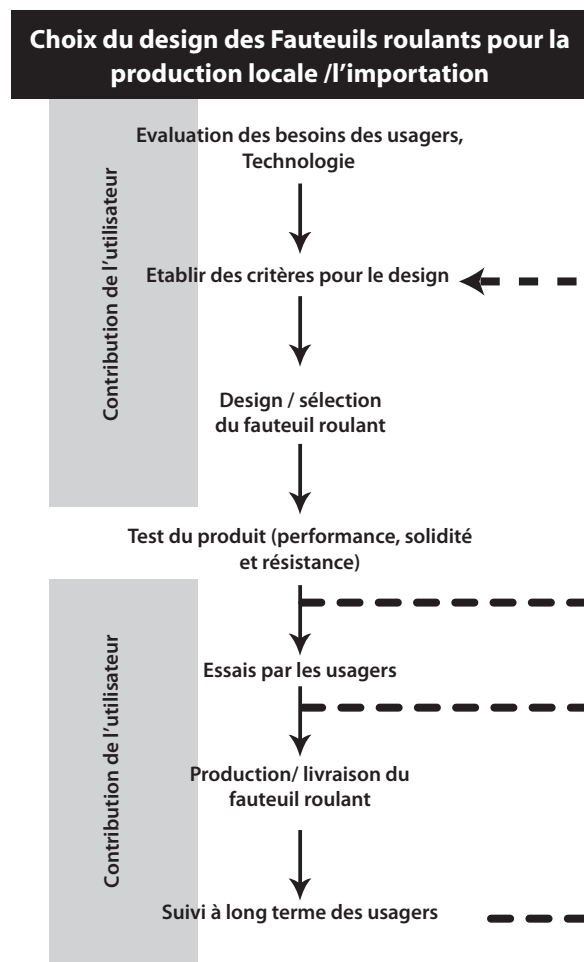 Choix du design des Fauteuils roulants pour la
production locale /l'importation
Evaluation des besoins des usagers,
Technologie
Contribution de l'utilisateur
Etablir des critères pour le design
Design / sélection
du fauteuil roulant
Test du produit (performance, solidité
et résistance)
Contribution de l'utilisateur
Essais par les usagers
Production/ livraison du
fauteuil roulant
Suivi à long terme des usagers